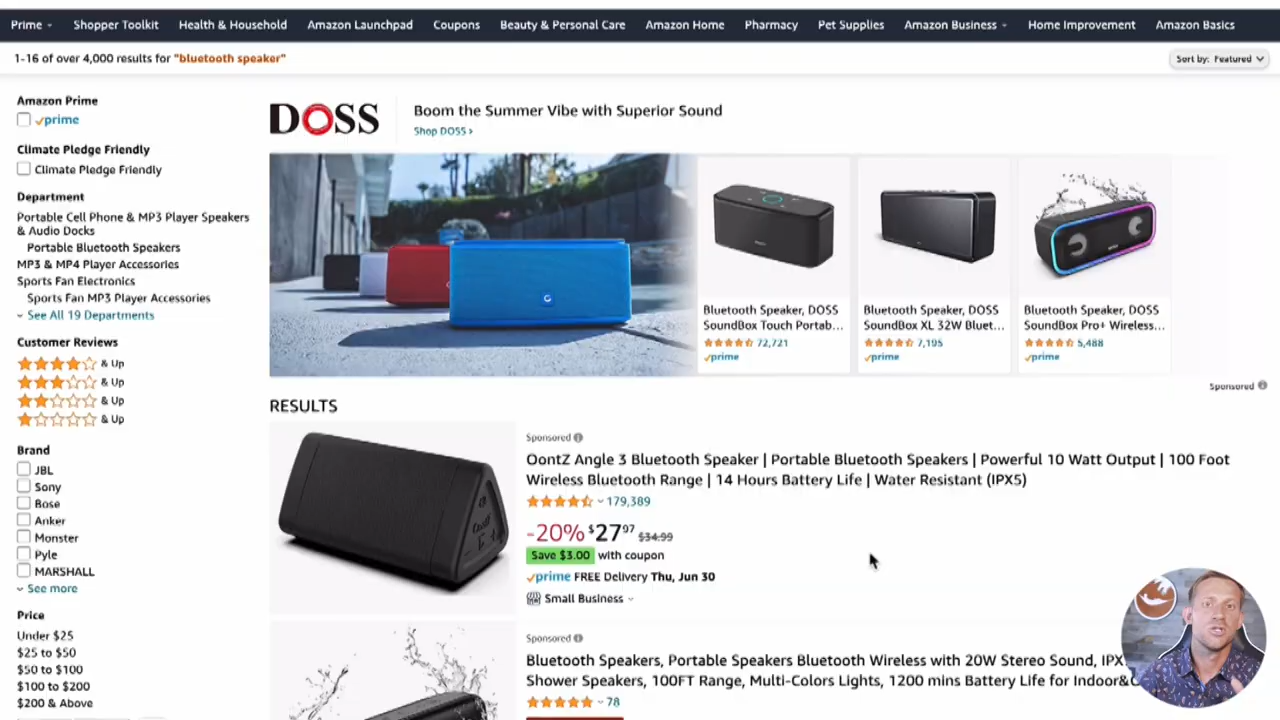 Prime
Shopper Toolkit
Health & Household
Amazon Launchpad
Coupons
Beauty & Personal Care
Amazon Home
Pharmacy
Pet Supplies
Amazon Business
Home Improvement
Amazon Basics
1-16 of over 4,000 results for "bluetooth speaker"
Sort by: Featured
Amazon Prime
prime
Climate Pledge Friendly
Climate Pledge Friendly
Department
Portable Cell Phone & MP3 Player Speakers
& Audio Docks
Portable Bluetooth Speakers
MP3 & MP4 Player Accessories
Sports Fan Electronics
Sports Fan MP3 Player Accessories
See All 19 Departments
Customer Reviews
& Up
& Up
& Up
& Up
Brand
JBL
Sony
Bose
Anker
Monster
Pyle
MARSHALL
See more
Price
Under $25
$25 to $50
$50 to $100
$100 to $200
$200 & Above
DOSS
Boom the Summer Vibe with Superior Sound
Shop DOSS ›
Bluetooth Speaker, DOSS
SoundBox Touch Portab...
72,721
prime
Bluetooth Speaker, DOSS
SoundBox XL 32W Bluet...
7,195
prime
Bluetooth Speaker, DOSS
SoundBox Pro+ Wireless...
5,488
prime
Sponsored
RESULTS
Sponsored
OontZ Angle 3 Bluetooth Speaker | Portable Bluetooth Speakers | Powerful 10 Watt Output | 100 Foot
Wireless Bluetooth Range | 14 Hours Battery Life | Water Resistant (IPX5)
179,389
-20% $2797 $34.99
Save $3.00 with coupon
prime FREE Delivery Thu, Jun 30
Small Business
Sponsored
Bluetooth Speakers, Portable Speakers Bluetooth Wireless with 20W Stereo Sound,
Shower Speakers, 100FT Range, Multi-Colors Lights, 1200 mins Battery Life for
78